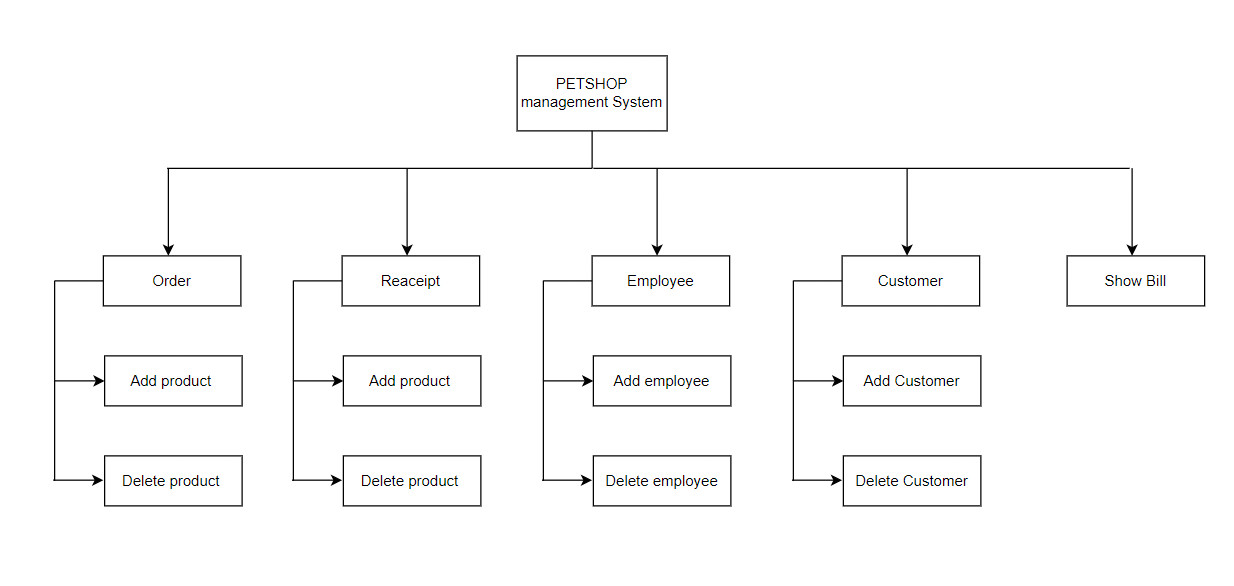 PETSHOP
management System
Order
Reaceipt
Employee
Customer
Show Bill
Add product
Add product
Add employee
Add Customer
Delete product
Delete product
Delete employee
Delete Customer